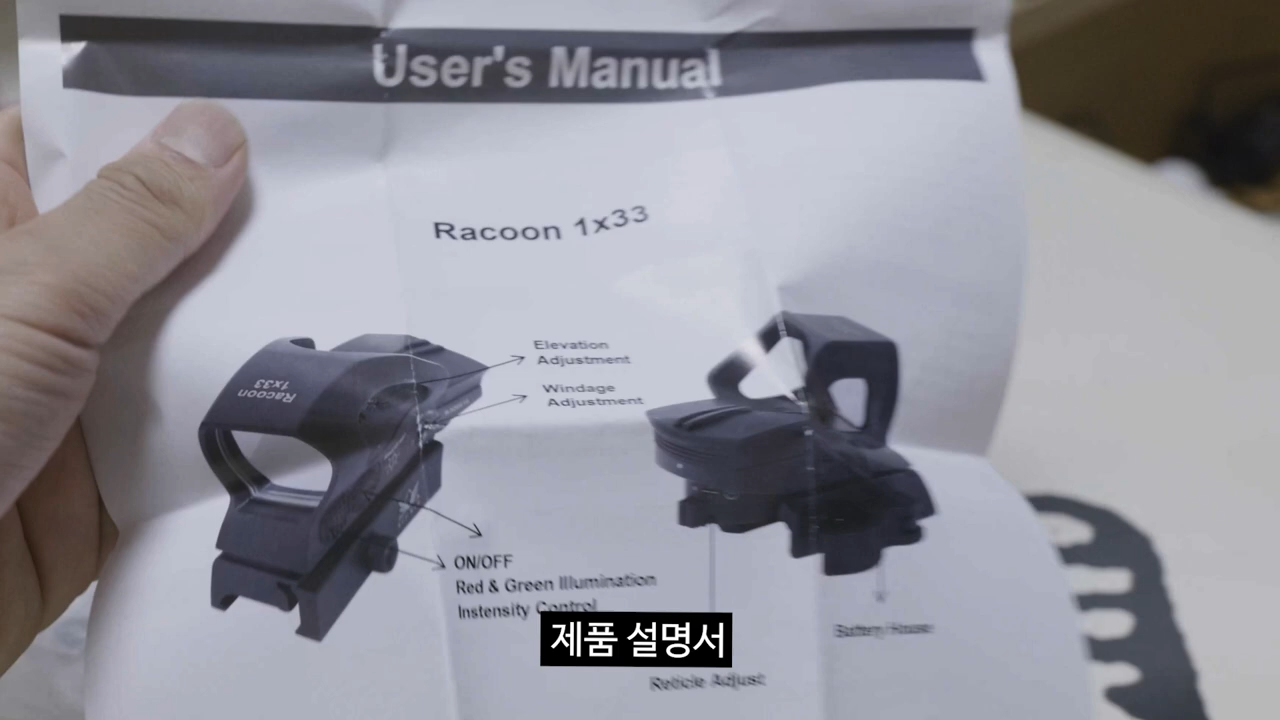 User's Manual
Racoon 1x33
Elevation
Adjustment
Windage
Adjustment
Racoon
1x33
ON/OFF
Red & Green Illumination
Instensity Control
Battery House
Reticle Adjust
제품 설명서